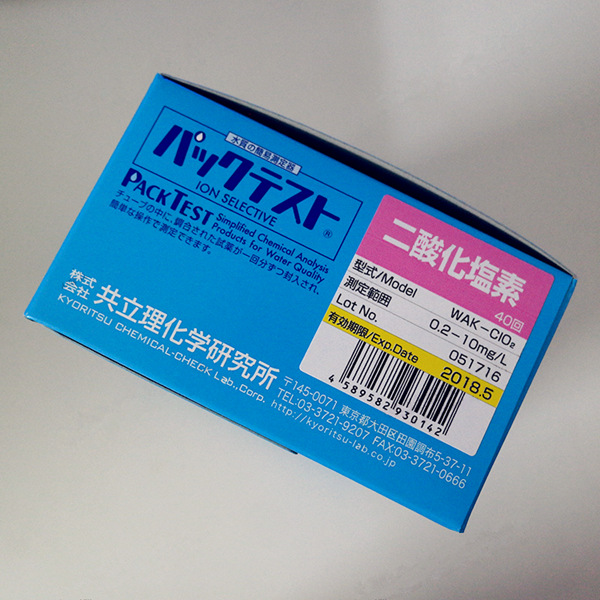 水質の簡易測定器
パックテスト®
ION SELECTIVE
PACKTEST Simplified Chemical Analysis
Products for Water Quality
チューブの中に、調合された試薬が一回分ずつ封入され、
簡単な操作で測定できます。
株式
会社 共立理化学研究所
KYORITSU CHEMICAL-CHECK Lab., Corp.
〒145-0071 東京都大田区田園調布5-37-11
TEL:03-3721-9207 FAX:03-3721-0666
http://kyoritsu-lab.co.jp
二酸化塩素
40回
型式/Model WAK-ClO₂
測定範囲 0.2-10mg/L
Lot No. 051716
有効期限/Exp.Date 2018.5
4 589582 930142